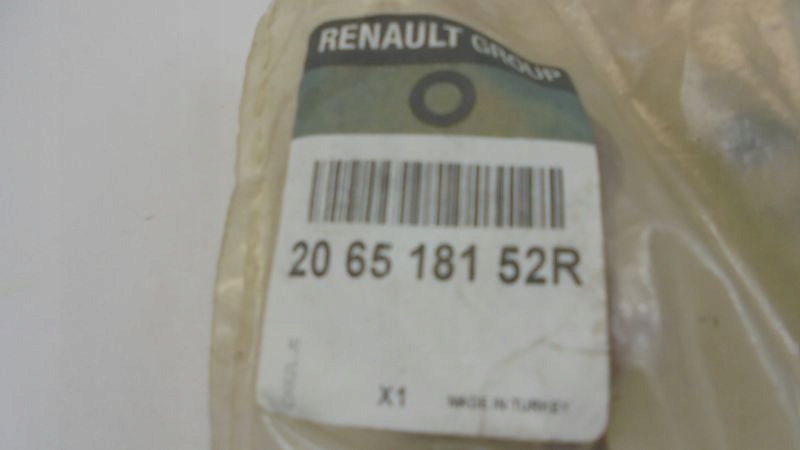 RENAULT GROUP
20 65 181 52R
X1 MADE IN TURKEY